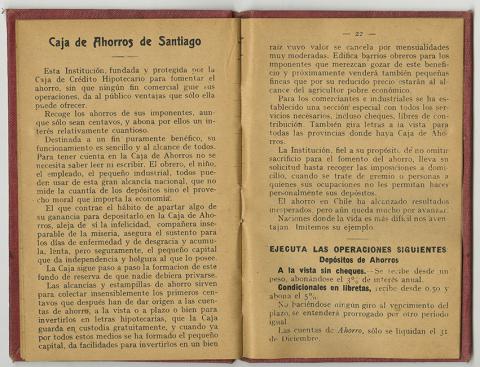 Caja de Ahorros de Santiago
Esta Institución, fundada y protegida por la
Caja de Crédito Hipotecario para fomentar el
ahorro, sin que ningún fin comercial guíe sus
operaciones, da al público ventajas que sólo ella
puede ofrecer.
Recoge los ahorros de sus imponentes, aun-
que sólo sean centavos, y abona por ellos un in-
terés relativamente cuantioso.
Destinada a un fin puramente benéfico, su
funcionamiento es sencillo y al alcance de todos.
Para tener cuenta en la Caja de Ahorros no se
necesita saber leer ni escribir. El obrero, el niño,
el empleado, el pequeño industrial, todos pue-
den usar de esta gran alcancía nacional, que no
mide la cuantía de los depósitos sino el prove-
cho moral que importa la economía.
El que contrae el hábito de apartar algo de
su ganancia para depositarlo en la Caja de Aho-
rros, aleja de sí la infelicidad, compañera inse-
parable de la miseria, asegura el sustento para
los días de enfermedad y de desgracia y acumu-
la, lenta, pero seguramente, el pequeño capital
que da independencia y holgura al que lo posee.
La Caja sigue paso a paso la formación de este
fondo de reserva de que nadie debiera privarse.
Las alcancías y estampillas de ahorro sirven
para colectar insensiblemente los primeros cen-
tavos que después han de dar origen a las cuen-
tas de ahorro, a la vista o a plazo o bien para
invertirlos en letras hipotecarias, que la Caja
guarda en custodia gratuitamente, y cuando ya
por todos estos medios se ha formado el pequeño
capital, da facilidades para invertirlos en un bien
— 22 —
raíz cuyo valor se cancela por mensualidades
muy moderadas. Edifica barrios obreros para los
imponentes que merezcan gozar de este benefi-
cio y próximamente venderá también pequeñas
fincas que por su reducido precio estarán al al-
cance del agricultor pobre económico.
Para los comerciantes e industriales se ha es-
tablecido una sección especial con todos los ser-
vicios necesarios, incluso cheques, libres de con-
tribución. También gira letras a la vista para
todas las provincias donde haya Caja de Aho-
rros.
La Institución, fiel a su propósito de no omitir
sacrificio para el fomento del ahorro, lleva su
solicitud hasta recoger las imposiciones a domi-
cilio, cuando se trate de gremio o personas a
quienes sus ocupaciones no les permitan hacer
personalmente sus depósitos.
El ahorro en Chile ha alcanzado resultados
inesperados, pero aún queda mucho por avanzar.
Naciones donde la vida es más difícil nos aven-
tajan. Imitemos su ejemplo.
EJECUTA LAS OPERACIONES SIGUIENTES
Depósitos de Ahorros
A la vista sin cheques.—Se recibe desde un
peso, abonándose el 3% de interés anual.
Condicionales en libretas, recibe desde 0.50 y
abona el 5%.
No haciéndose ningún giro al vencimiento del
plazo, se entenderá prorrogado por otro período
igual.
Las cuentas de Ahorro, sólo se liquidan el 31
de Diciembre.